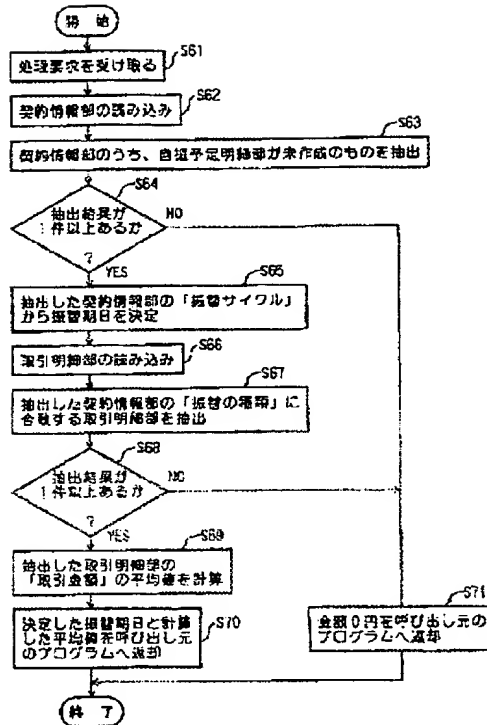 開 始
S61
処理要求を受け取る
S62
契約情報部の読み込み
S63
契約情報部のうち、自振予定明細部が未作成のものを抽出
S64
抽出結果が
1件以上あるか
?
NO
YES
S65
抽出した契約情報部の「振替サイクル」
から振替期日を決定
S66
取引明細部の読み込み
S67
抽出した契約情報部の「振替の種類」に
合致する取引明細部を抽出
S68
抽出結果が
1件以上あるか
?
NO
YES
S69
抽出した取引明細部の
「取引金額」の平均値を計算
S70
決定した振替期日と計算
した平均値を呼び出し元
のプログラムへ返却
S71
金額0円を呼び出し元の
プログラムへ返却
終 了